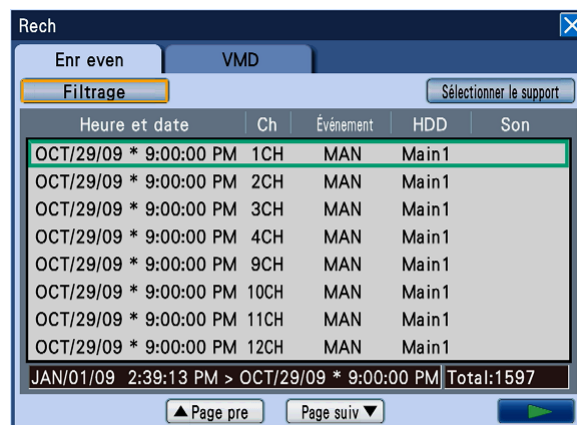 Rech
Enr even VMD
Filtrage Sélectionner le support
Heure et date Ch Événement HDD Son
OCT/29/09 * 9:00:00 PM 1CH MAN Main1
OCT/29/09 * 9:00:00 PM 2CH MAN Main1
OCT/29/09 * 9:00:00 PM 3CH MAN Main1
OCT/29/09 * 9:00:00 PM 4CH MAN Main1
OCT/29/09 * 9:00:00 PM 9CH MAN Main1
OCT/29/09 * 9:00:00 PM 10CH MAN Main1
OCT/29/09 * 9:00:00 PM 11CH MAN Main1
OCT/29/09 * 9:00:00 PM 12CH MAN Main1
JAN/01/09 2:39:13 PM > OCT/29/09 * 9:00:00 PM Total:1597
▲ Page pre Page suiv ▼